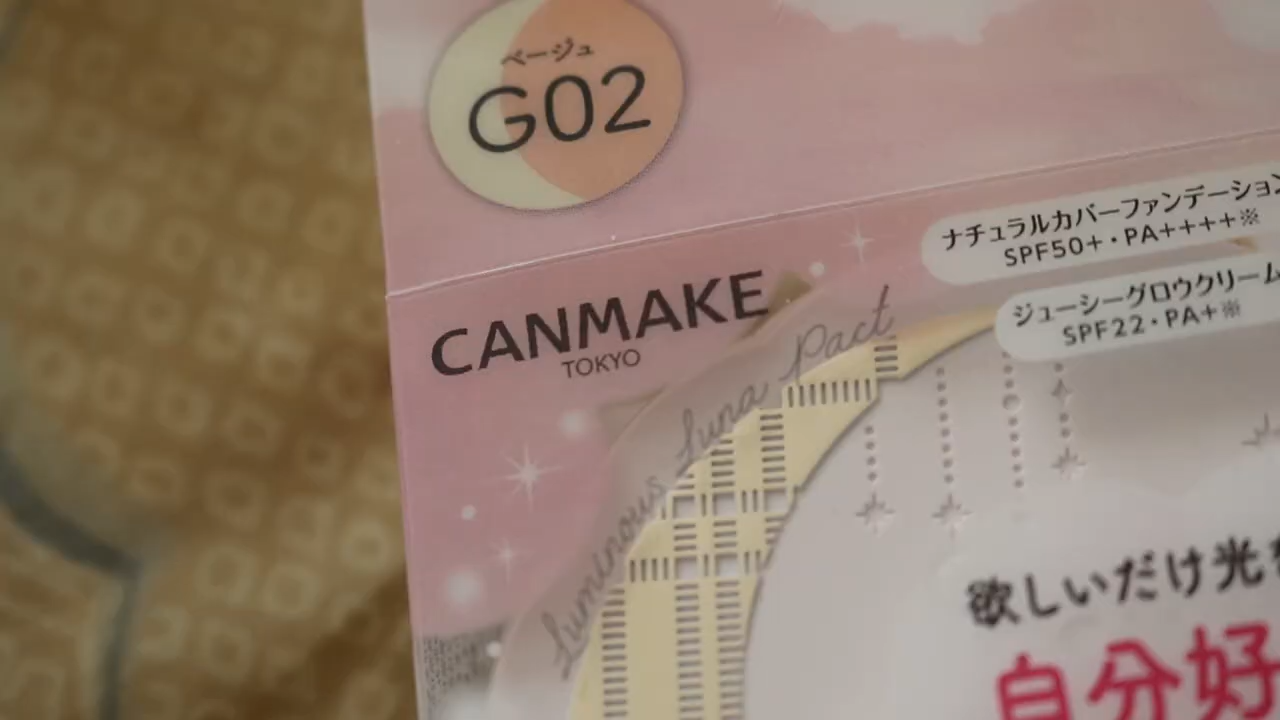 ベージュ
G02
ナチュラルカバーファンデーション
SPF50+・PA++++※
ジューシーグロウクリーム
SPF22・PA+※
CANMAKE
TOKYO
Luminous Luna Pact
欲しいだけ光を
自分好